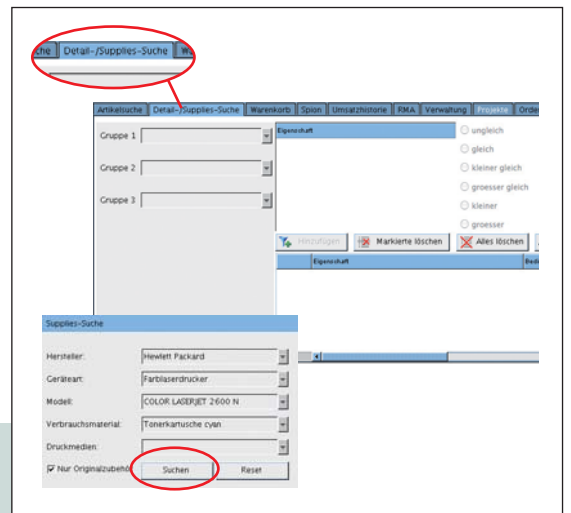 Detail-/Supplies-Suche
Artikelsuche Detail-/Supplies-Suche Warenkorb Spion Umsatzhistorie RMA Verwaltung Projekte Orde
Gruppe 1
Eigenschaft
ungleich
gleich
Gruppe 2
kleiner gleich
groesser gleich
Gruppe 3
kleiner
groesser
Hinzufügen Markierte löschen Alles löschen
Eigenschaft
Supplies-Suche
Hersteller: Hewlett Packard
Geräteart: Farblaserdrucker
Modell: COLOR LASERJET 2600 N
Verbrauchsmaterial: Tonerkartusche cyan
Druckmedien:
Nur Originalzubehö
Suchen Reset